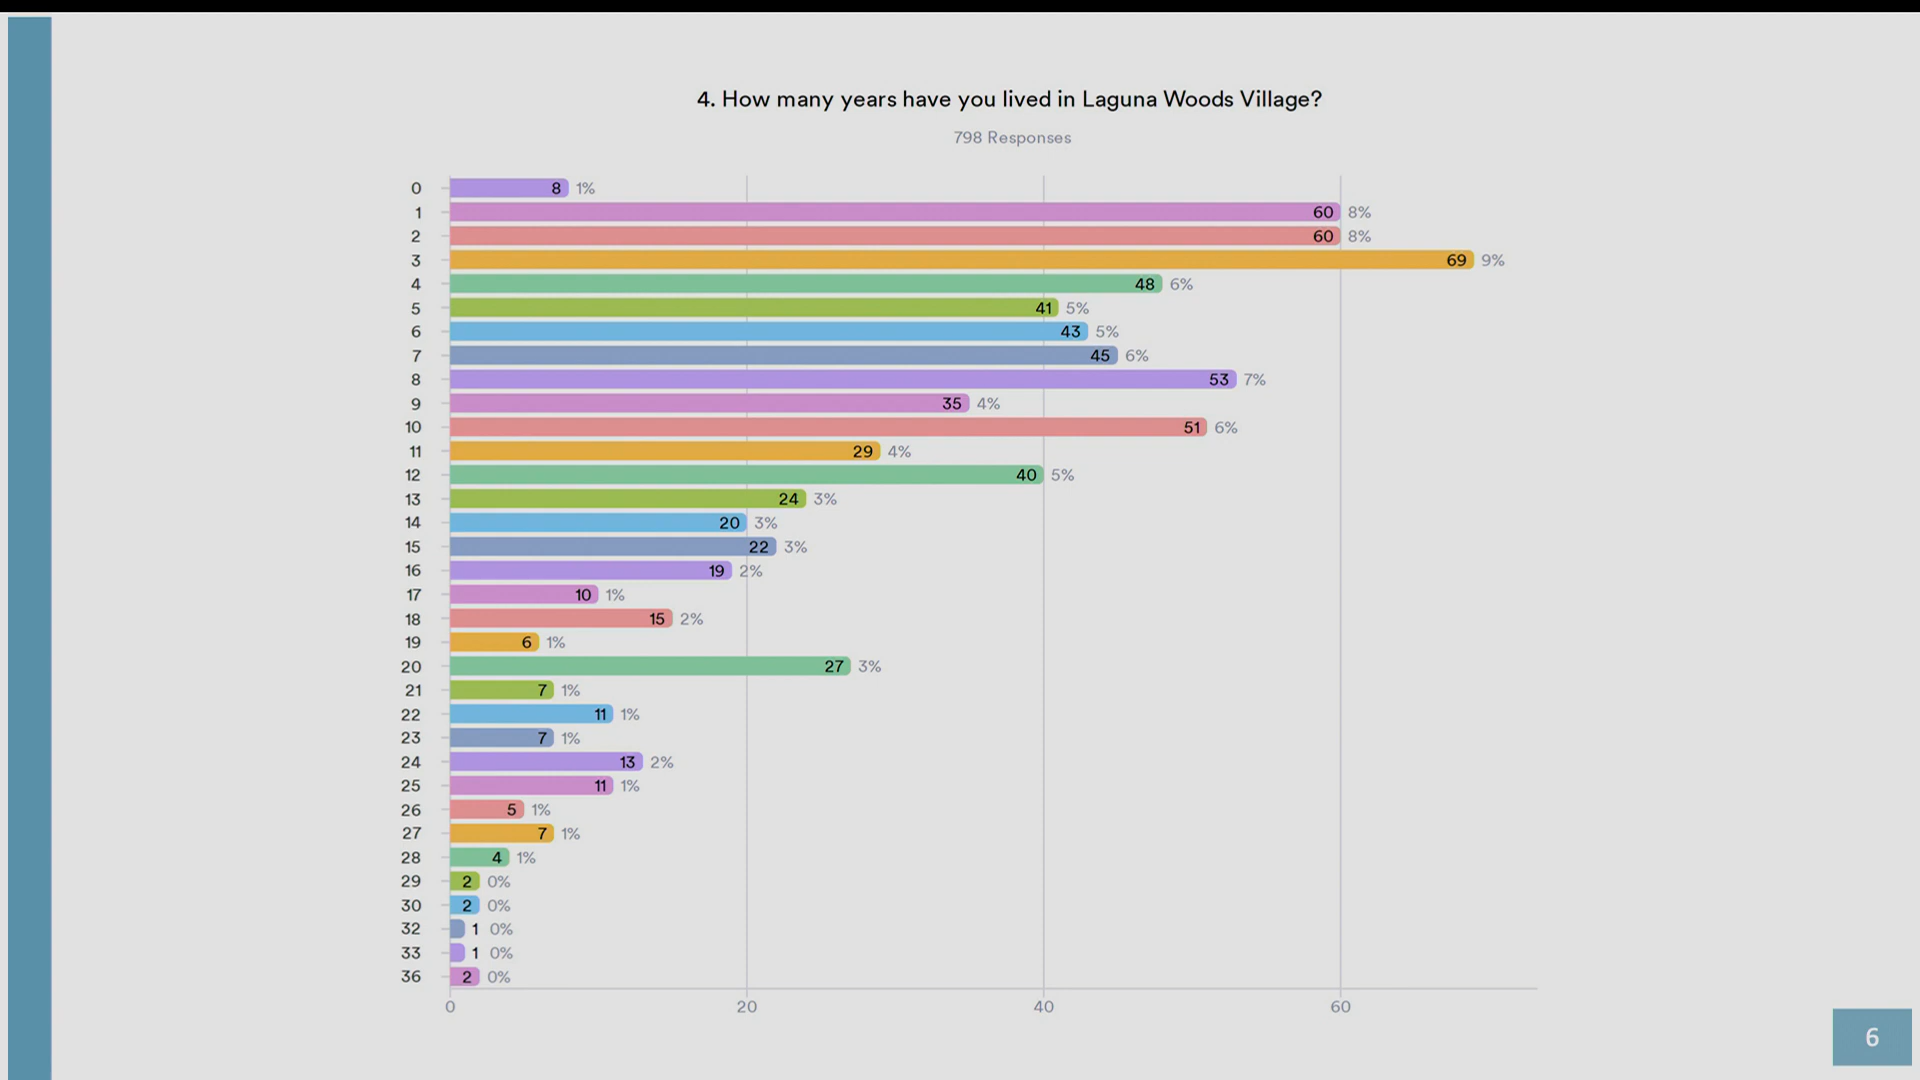 4. How many years have you lived in Laguna Woods Village?
798 Responses
0 8 1%
1 60 8%
2 60 8%
3 69 9%
4 48 6%
5 41 5%
6 43 5%
7 45 6%
8 53 7%
9 35 4%
10 51 6%
11 29 4%
12 40 5%
13 24 3%
14 20 3%
15 22 3%
16 19 2%
17 10 1%
18 15 2%
19 6 1%
20 27 3%
21 7 1%
22 11 1%
23 7 1%
24 13 2%
25 11 1%
26 5 1%
27 7 1%
28 4 1%
29 2 0%
30 2 0%
32 1 0%
33 1 0%
36 2 0%
0 20 40 60
6